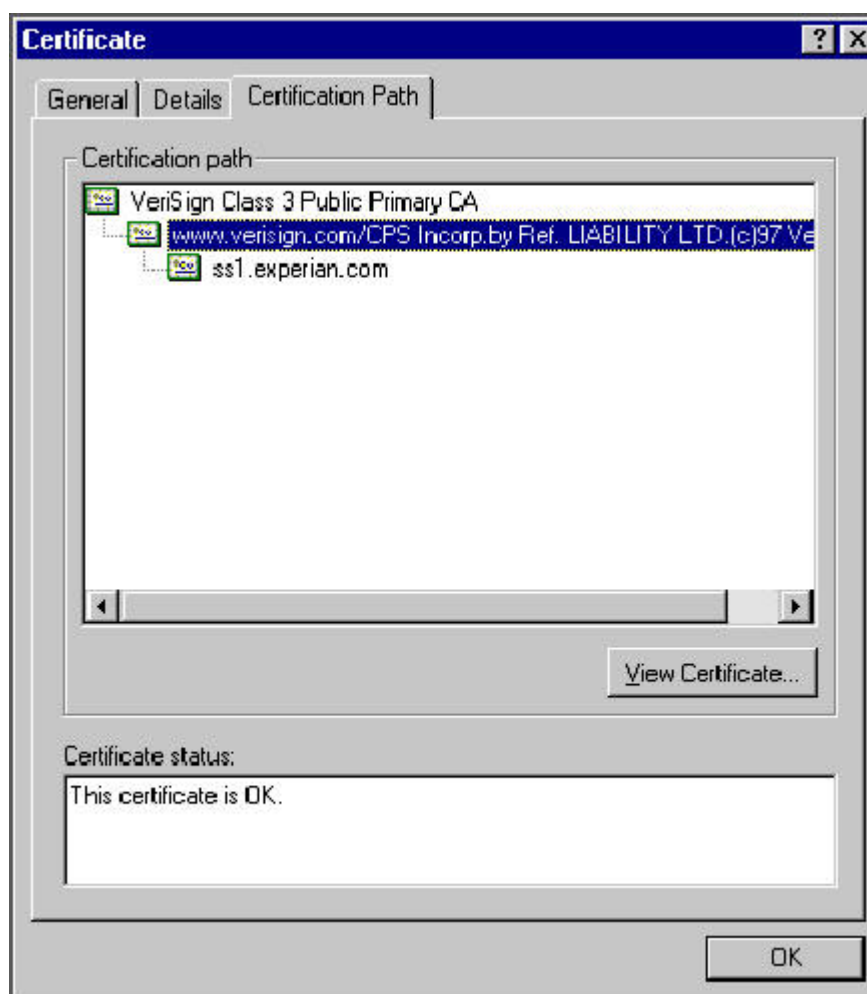 Certificate
General Details Certification Path
Certification path
VeriSign Class 3 Public Primary CA
www.verisign.com/CPS Incorp.by Ref. LIABILITY LTD.(c)97 Ve
ss1.experian.com
View Certificate...
Certificate status:
This certificate is OK.
OK